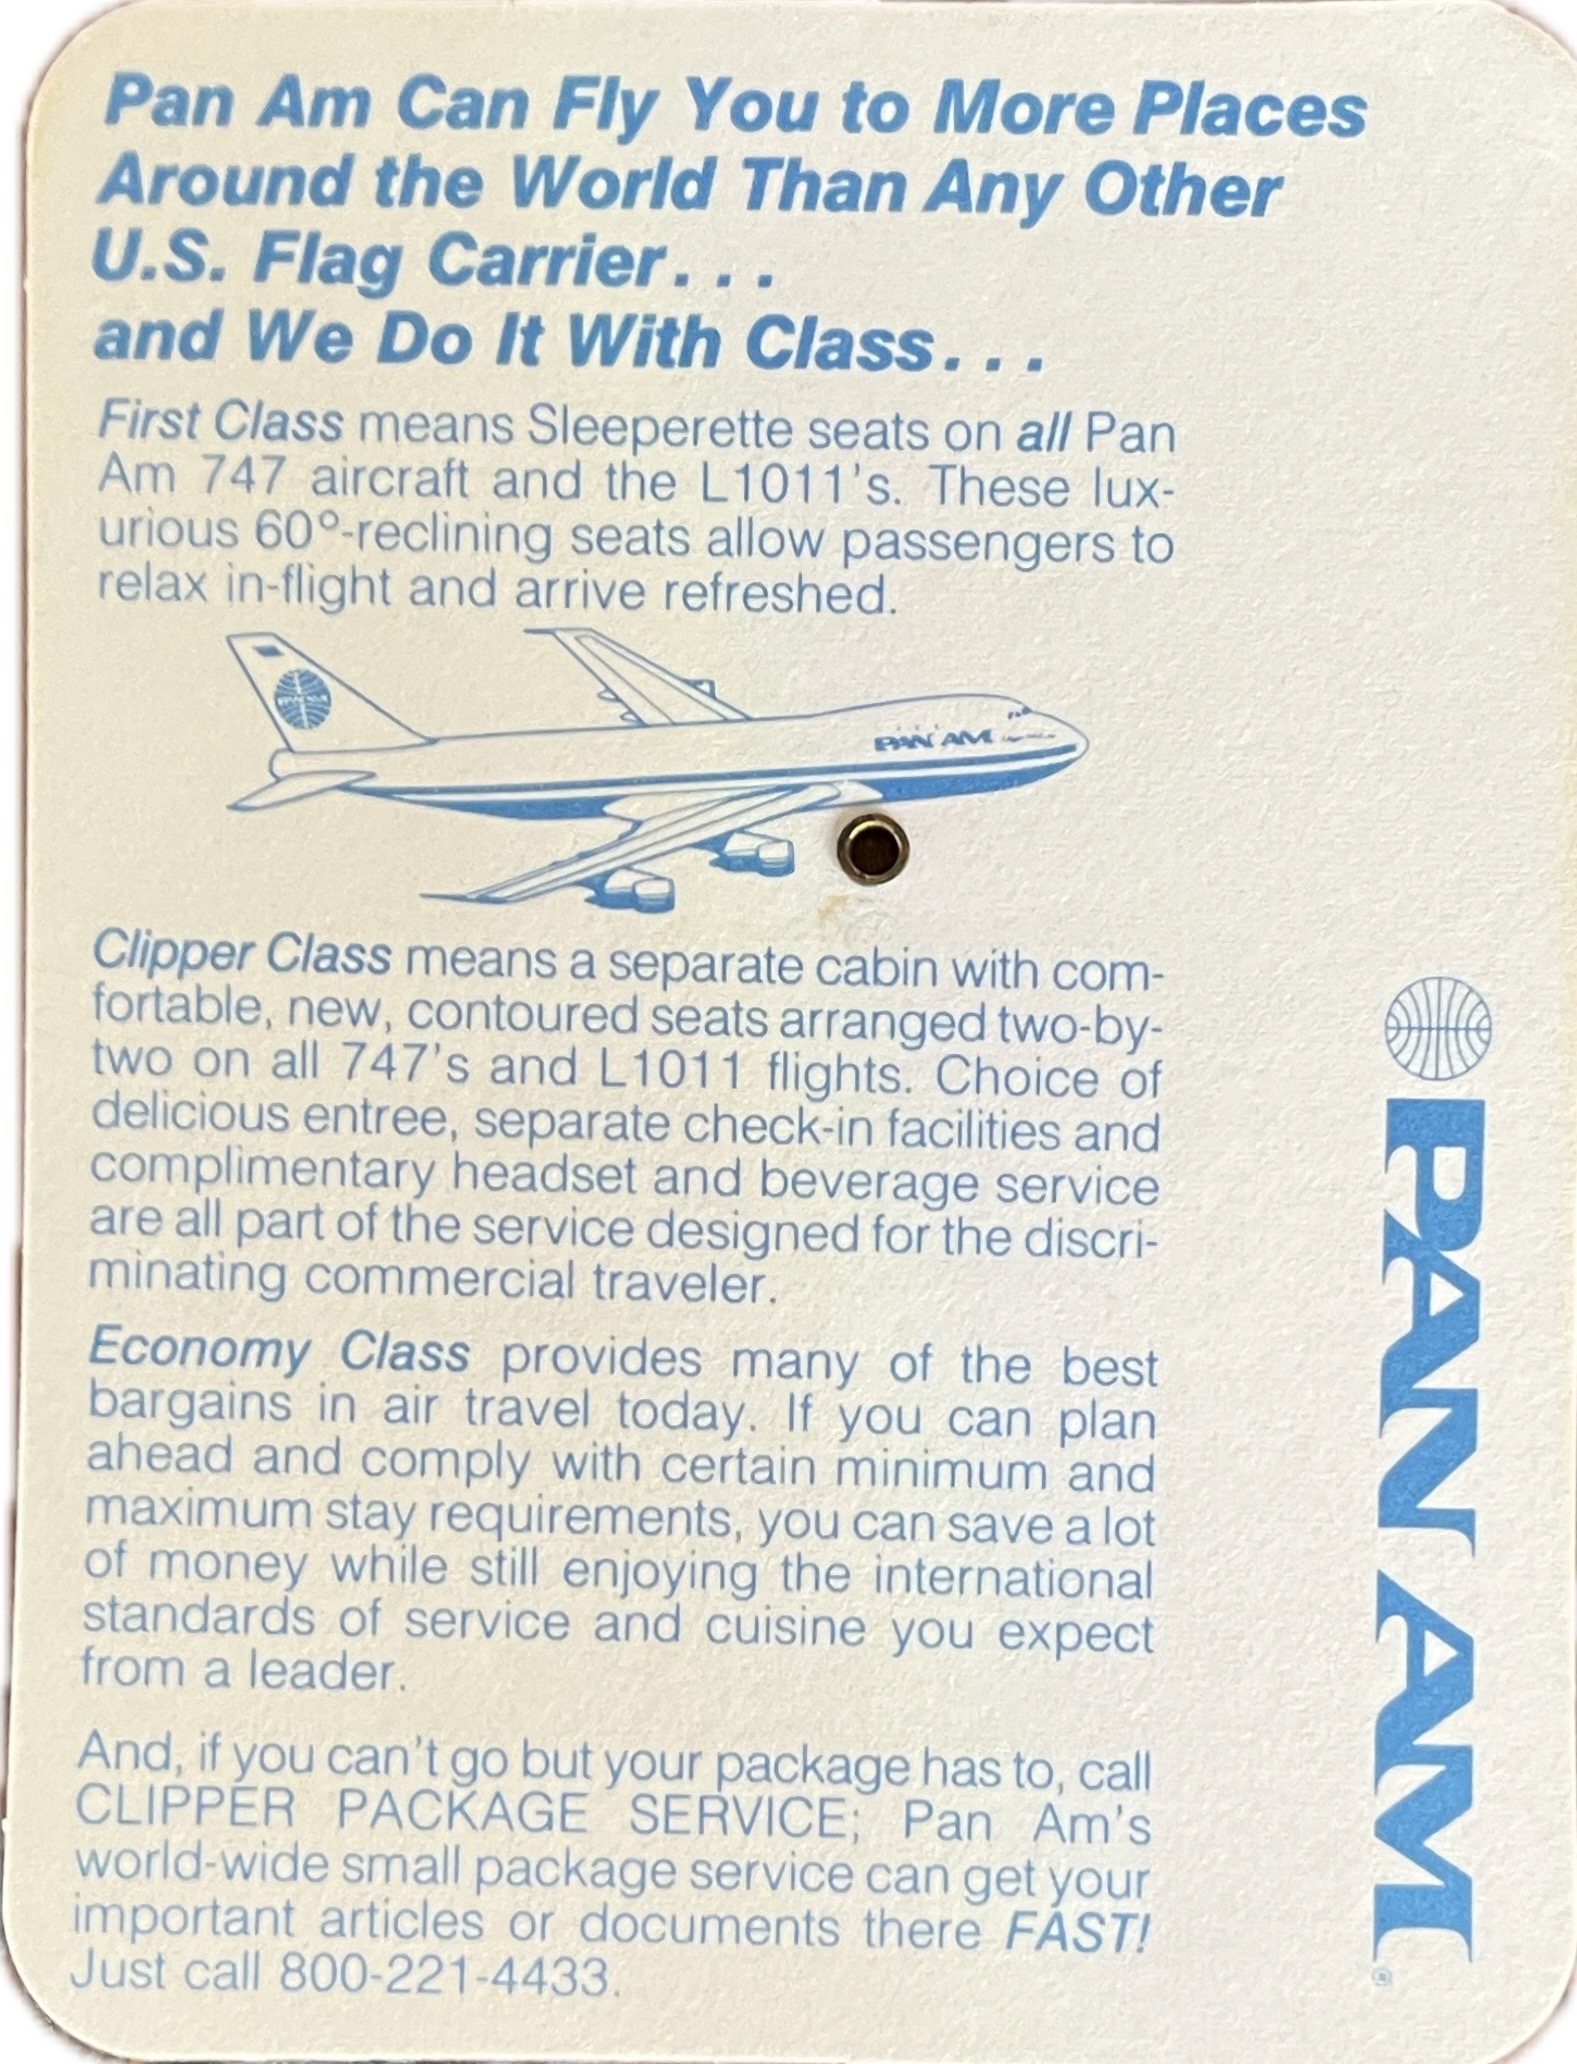 Pan Am Can Fly You to More Places
Around the World Than Any Other
U.S. Flag Carrier...
and We Do It With Class...
First Class means Sleeperette seats on all Pan
Am 747 aircraft and the L1011's. These lux-
urious 60°-reclining seats allow passengers to
relax in-flight and arrive refreshed.
PAN AM
PAN AM
Clipper Class means a separate cabin with com-
fortable, new, contoured seats arranged two-by-
two on all 747's and L1011 flights. Choice of
delicious entree, separate check-in facilities and
complimentary headset and beverage service
are all part of the service designed for the discri-
minating commercial traveler.
Economy Class provides many of the best
bargains in air travel today. If you can plan
ahead and comply with certain minimum and
maximum stay requirements, you can save a lot
of money while still enjoying the international
standards of service and cuisine you expect
from a leader.
And, if you can't go but your package has to, call
CLIPPER PACKAGE SERVICE; Pan Am's
world-wide small package service can get your
important articles or documents there FAST!
Just call 800-221-4433.
PAN AM®